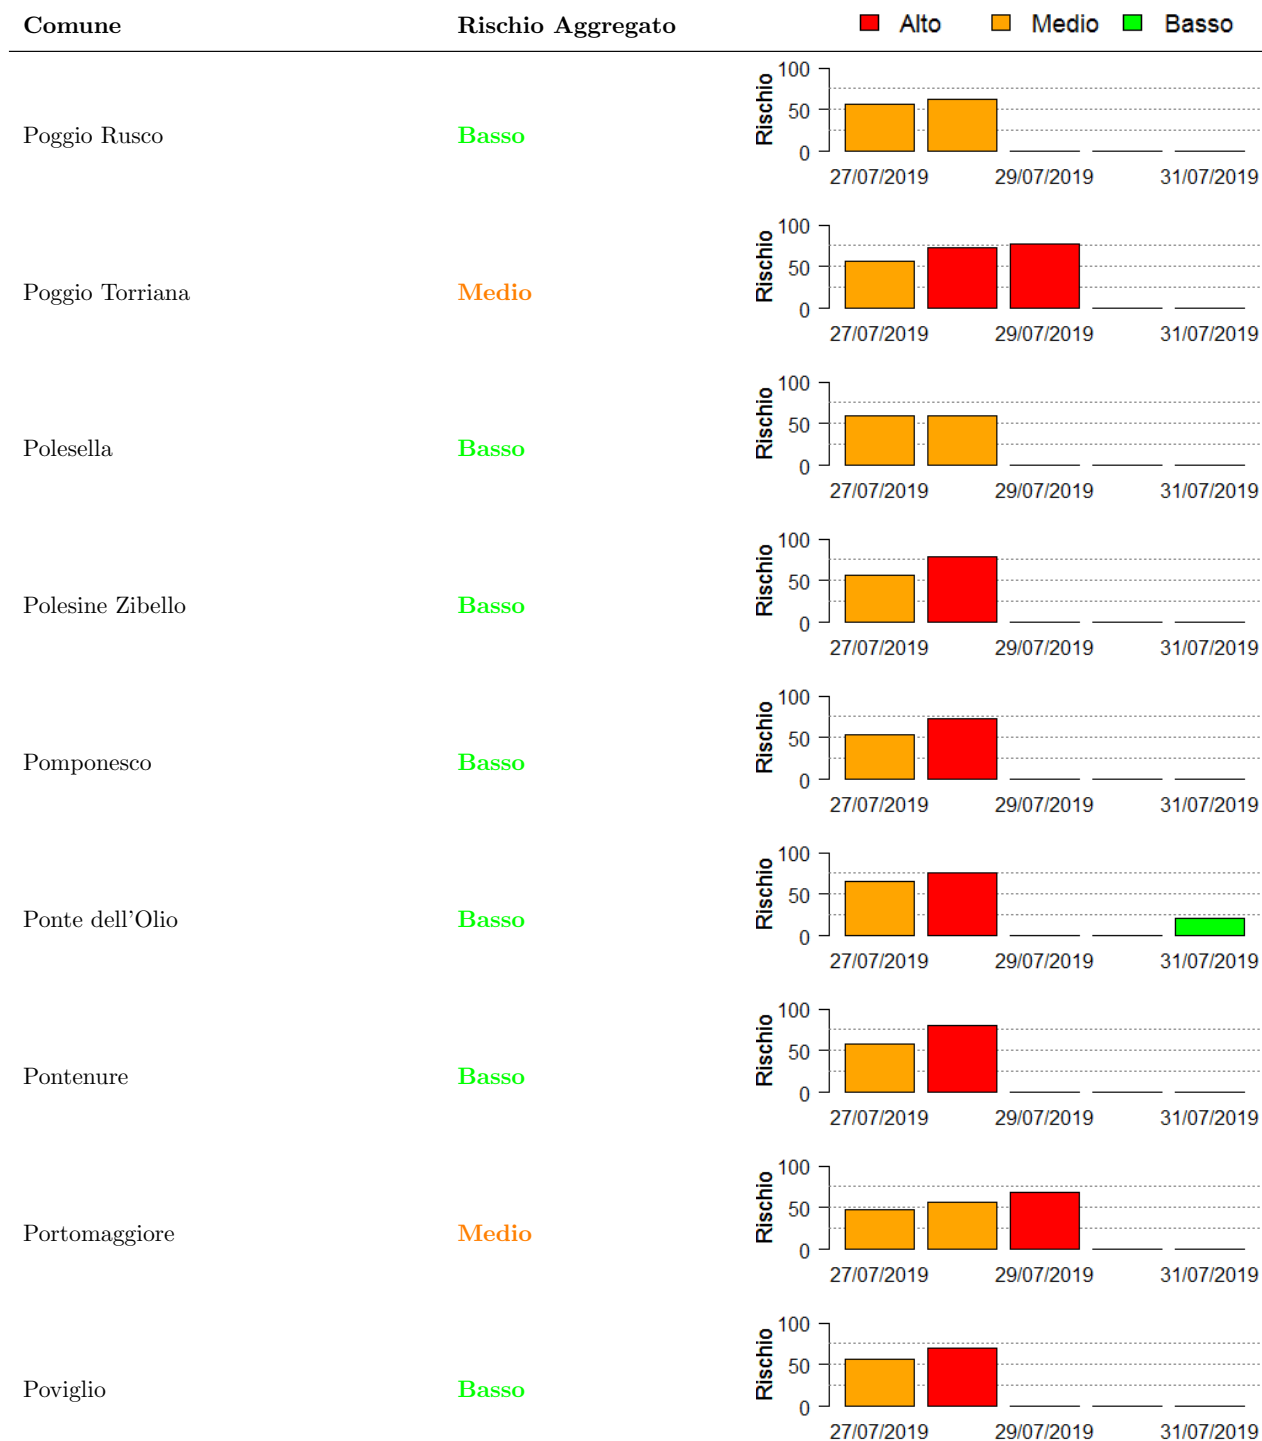 Comune Rischio Aggregato Alto Medio Basso
Poggio Rusco Basso Rischio 100 50 0 27/07/2019 29/07/2019 31/07/2019
Poggio Torriana Medio Rischio 100 50 0 27/07/2019 29/07/2019 31/07/2019
Polesella Basso Rischio 100 50 0 27/07/2019 29/07/2019 31/07/2019
Polesine Zibello Basso Rischio 100 50 0 27/07/2019 29/07/2019 31/07/2019
Pomponesco Basso Rischio 100 50 0 27/07/2019 29/07/2019 31/07/2019
Ponte dell'Olio Basso Rischio 100 50 0 27/07/2019 29/07/2019 31/07/2019
Pontenure Basso Rischio 100 50 0 27/07/2019 29/07/2019 31/07/2019
Portomaggiore Medio Rischio 100 50 0 27/07/2019 29/07/2019 31/07/2019
Poviglio Basso Rischio 100 50 0 27/07/2019 29/07/2019 31/07/2019